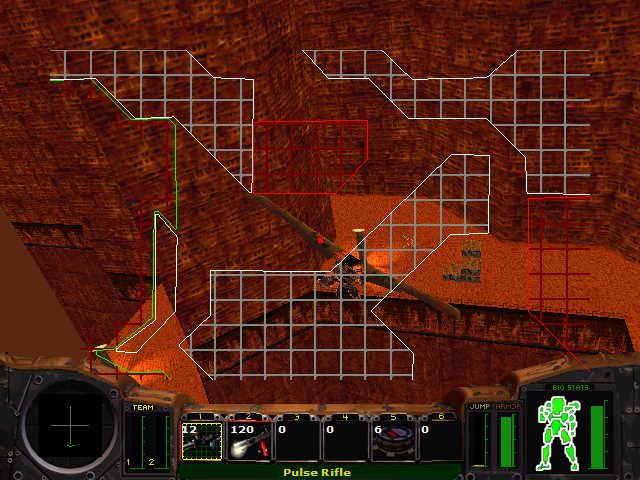 BIO STATS
TEAM
1 2 3 4 5 6
JUMP ARMOR
12 120 0 0 6 0
1 2
Pulse Rifle